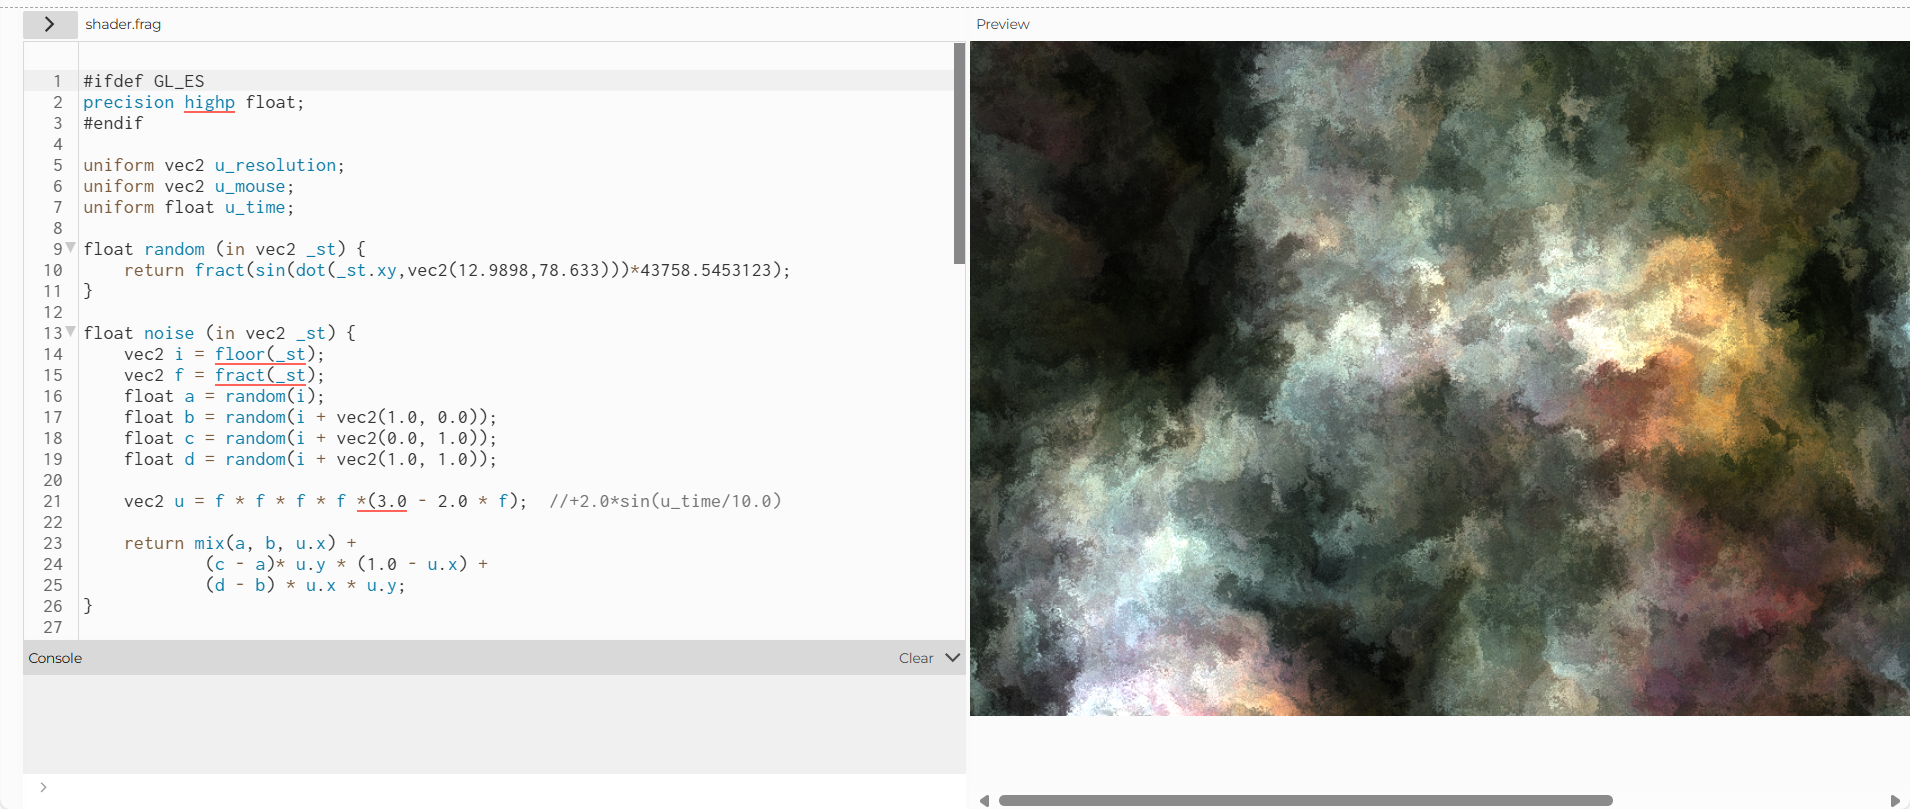 shader.frag
Preview
1 #ifdef GL_ES
2 precision highp float;
3 #endif
4
5 uniform vec2 u_resolution;
6 uniform vec2 u_mouse;
7 uniform float u_time;
8
9 float random (in vec2 _st) {
10     return fract(sin(dot(_st.xy,vec2(12.9898,78.633)))*43758.5453123);
11 }
12
13 float noise (in vec2 _st) {
14     vec2 i = floor(_st);
15     vec2 f = fract(_st);
16     float a = random(i);
17     float b = random(i + vec2(1.0, 0.0));
18     float c = random(i + vec2(0.0, 1.0));
19     float d = random(i + vec2(1.0, 1.0));
20
21     vec2 u = f * f * f * f *(3.0 - 2.0 * f);  //+2.0*sin(u_time/10.0)
22
23     return mix(a, b, u.x) +
24             (c - a)* u.y * (1.0 - u.x) +
25             (d - b) * u.x * u.y;
26 }
27
Console
Clear